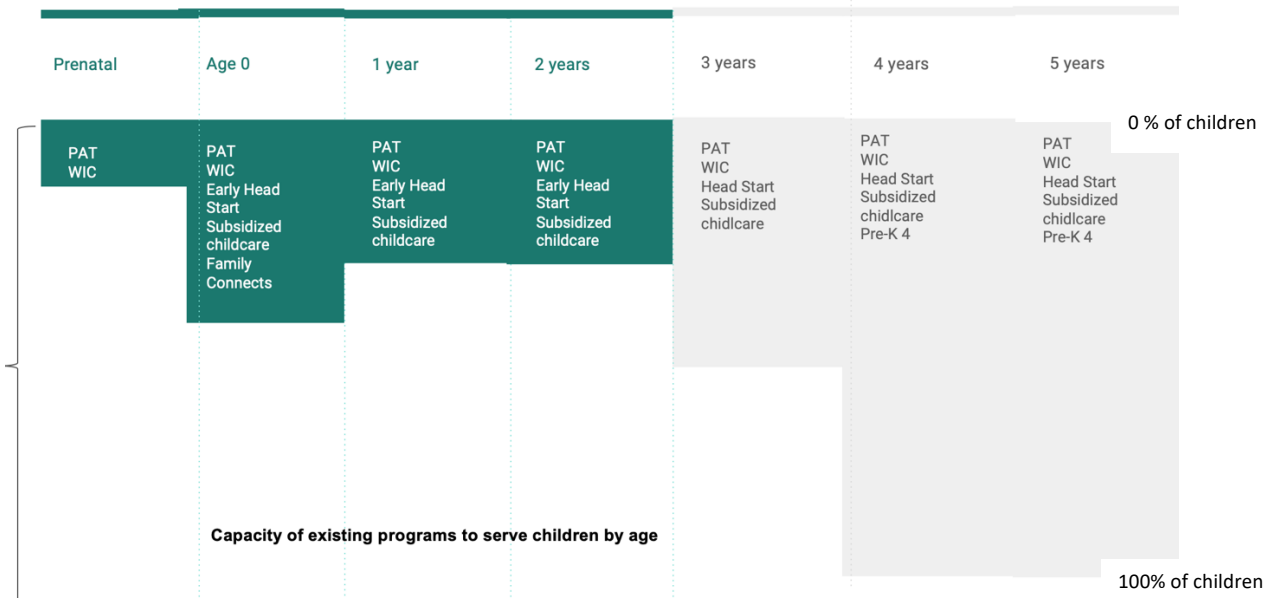 Prenatal
Age 0
1 year
2 years
3 years
4 years
5 years
0 % of children
PAT
WIC
PAT
WIC
Early Head
Start
Subsidized
childcare
Family
Connects
PAT
WIC
Early Head
Start
Subsidized
childcare
PAT
WIC
Early Head
Start
Subsidized
childcare
PAT
WIC
Head Start
Subsidized
chidlcare
PAT
WIC
Head Start
Subsidized
chidlcare
Pre-K 4
PAT
WIC
Head Start
Subsidized
chidlcare
Pre-K 4
Capacity of existing programs to serve children by age
100% of children